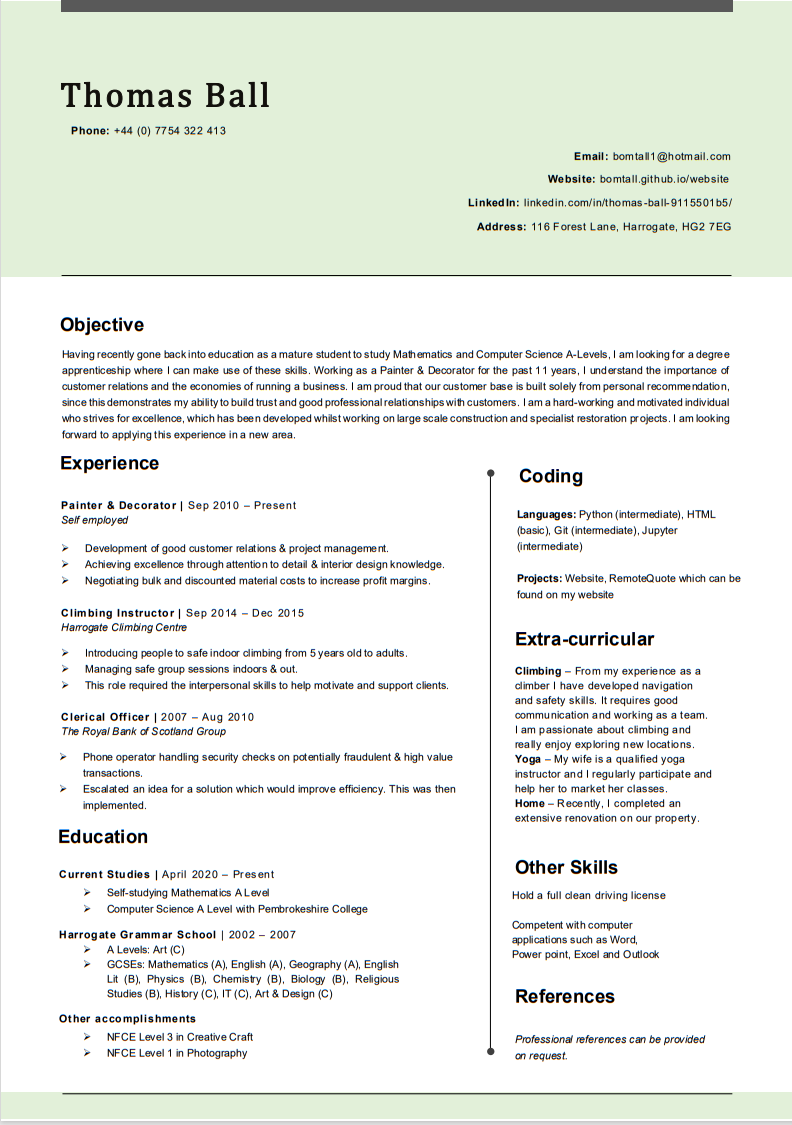 Thomas Ball
Phone: +44 (0) 7754 322 413
Email: bomtall1@hotmail.com
Website: bomtall.github.io/website
LinkedIn: linkedin.com/in/thomas-ball-9115501b5/
Address: 116 Forest Lane, Harrogate, HG2 7EG
Objective
Having recently gone back into education as a mature student to study Mathematics and Computer Science A-Levels, I am looking for a degree
apprenticeship where I can make use of these skills. Working as a Painter & Decorator for the past 11 years, I understand the importance of
customer relations and the economies of running a business. I am proud that our customer base is built solely from personal recommendation,
since this demonstrates my ability to build trust and good professional relationships with customers. I am a hard-working and motivated individual
who strives for excellence, which has been developed whilst working on large scale construction and specialist restoration projects. I am looking
forward to applying this experience in a new area.
Experience
Painter & Decorator | Sep 2010 – Present
Self employed
➢ Development of good customer relations & project management.
➢ Achieving excellence through attention to detail & interior design knowledge.
➢ Negotiating bulk and discounted material costs to increase profit margins.
Climbing Instructor | Sep 2014 – Dec 2015
Harrogate Climbing Centre
➢ Introducing people to safe indoor climbing from 5 years old to adults.
➢ Managing safe group sessions indoors & out.
➢ This role required the interpersonal skills to help motivate and support clients.
Clerical Officer | 2007 – Aug 2010
The Royal Bank of Scotland Group
➢ Phone operator handling security checks on potentially fraudulent & high value
transactions.
➢ Escalated an idea for a solution which would improve efficiency. This was then
implemented.
Education
Current Studies | April 2020 – Present
➢ Self-studying Mathematics A Level
➢ Computer Science A Level with Pembrokeshire College
Harrogate Grammar School | 2002 – 2007
➢ A Levels: Art (C)
➢ GCSEs: Mathematics (A), English (A), Geography (A), English
Lit (B), Physics (B), Chemistry (B), Biology (B), Religious
Studies (B), History (C), IT (C), Art & Design (C)
Other accomplishments
➢ NFCE Level 3 in Creative Craft
➢ NFCE Level 1 in Photography
Coding
Languages: Python (intermediate), HTML
(basic), Git (intermediate), Jupyter
(intermediate)
Projects: Website, RemoteQuote which can be
found on my website
Extra-curricular
Climbing – From my experience as a
climber I have developed navigation
and safety skills. It requires good
communication and working as a team.
I am passionate about climbing and
really enjoy exploring new locations.
Yoga – My wife is a qualified yoga
instructor and I regularly participate and
help her to market her classes.
Home – Recently, I completed an
extensive renovation on our property.
Other Skills
Hold a full clean driving license
Competent with computer
applications such as Word,
Power point, Excel and Outlook
References
Professional references can be provided
on request.